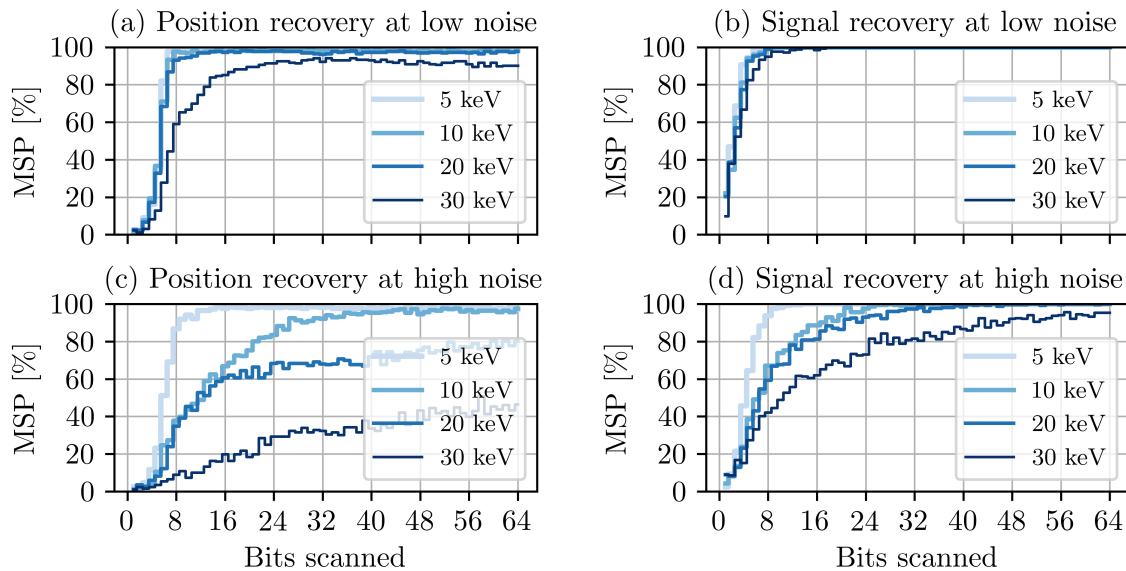 (a) Position recovery at low noise
MSP [%]
100
80
60
40
20
0
5 keV
10 keV
20 keV
30 keV
(b) Signal recovery at low noise
MSP [%]
100
80
60
40
20
0
5 keV
10 keV
20 keV
30 keV
(c) Position recovery at high noise
MSP [%]
100
80
60
40
20
0
5 keV
10 keV
20 keV
30 keV
0 8 16 24 32 40 48 56 64
Bits scanned
(d) Signal recovery at high noise
MSP [%]
100
80
60
40
20
0
5 keV
10 keV
20 keV
30 keV
0 8 16 24 32 40 48 56 64
Bits scanned